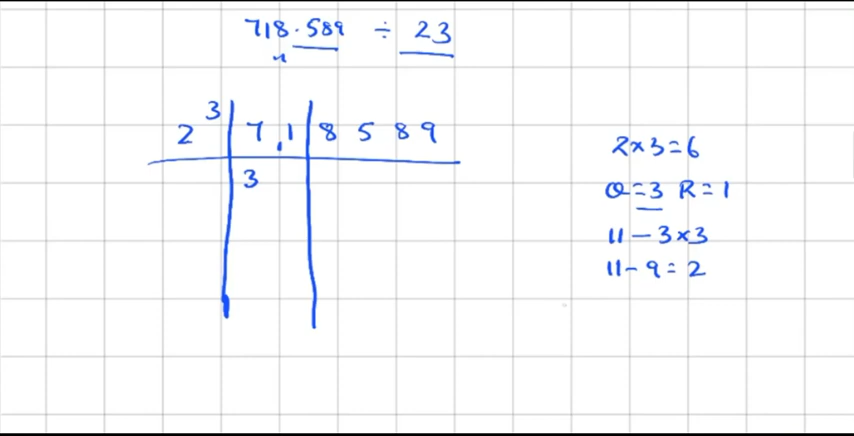 718.589 ÷ 23
2 3 7,1 8 5 8 9
3
2×3=6
Q=3 R=1
11-3×3
11-9=2